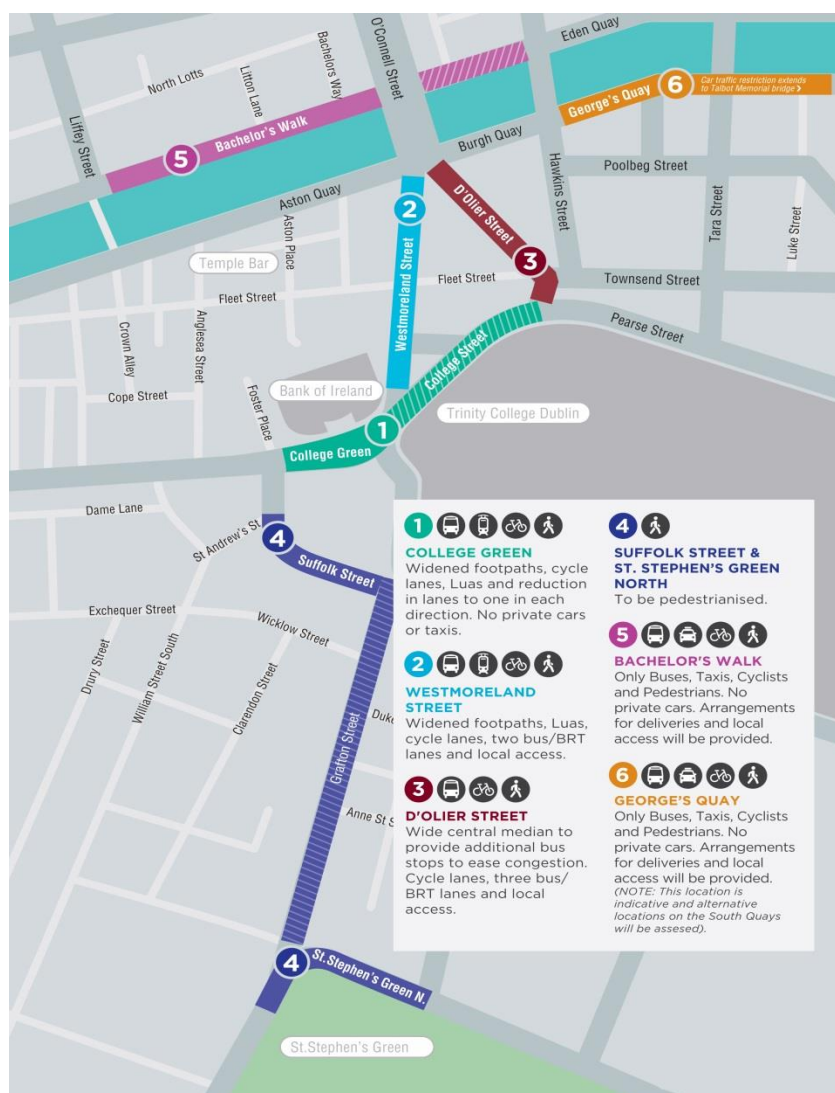 O'Connell Street
Eden Quay
Bachelors Way
North Lotts
Litton Lane
Liffey Street
6
Car traffic restriction extends
to Talbot Memorial bridge >
George's Quay
Bachelor's Walk
5
Burgh Quay
Hawkins Street
Poolbeg Street
Tara Street
Luke Street
Aston Quay
2
D'Olier Street
Aston Place
Temple Bar
3
Fleet Street
Fleet Street
Townsend Street
Westmoreland Street
Pearse Street
Crown Alley
Anglesea Street
College Street
Bank of Ireland
Cope Street
Foster Place
Trinity College Dublin
1
College Green
Dame Lane
St Andrew's St.
4
Suffolk Street
Exchequer Street
Wicklow Street
Drury Street
William Street South
Clarendon Street
Grafton Street
Duke
Anne St S
4
St.Stephen's Green N.
St.Stephen's Green
1
COLLEGE GREEN
Widened footpaths, cycle
lanes, Luas and reduction
in lanes to one in each
direction. No private cars
or taxis.
2
WESTMORELAND
STREET
Widened footpaths, Luas,
cycle lanes, two bus/BRT
lanes and local access.
3
D'OLIER STREET
Wide central median to
provide additional bus
stops to ease congestion.
Cycle lanes, three bus/
BRT lanes and local
access.
4
SUFFOLK STREET &
ST. STEPHEN'S GREEN
NORTH
To be pedestrianised.
5
BACHELOR'S WALK
Only Buses, Taxis, Cyclists
and Pedestrians. No
private cars. Arrangements
for deliveries and local
access will be provided.
6
GEORGE'S QUAY
Only Buses, Taxis, Cyclists
and Pedestrians. No
private cars. Arrangements
for deliveries and local
access will be provided.
(NOTE: This location is
indicative and alternative
locations on the South Quays
will be assesed).